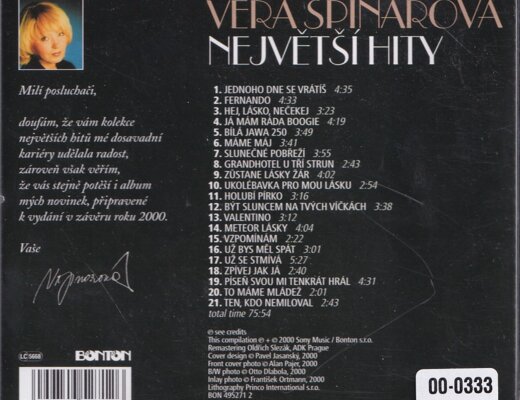 VĚRA ŠPINAROVÁ
NEJVĚTŠÍ HITY
Milí posluchači,
doufám, že vám kolekce
největších hitů mé dosavadní
kariéry udělala radost,
zároveň však věřím,
že vás stejně potěší i album
mých novinek, připravené
k vydání v závěru roku 2000.
Vaše
1. JEDNOHO DNE SE VRÁTÍŠ 4:35
2. FERNANDO 4:33
3. HEJ, LÁSKO, NEČEKEJ 3:23
4. JÁ MÁM RÁDA BOOGIE 4:19
5. BÍLÁ JAWA 250 3:49
6. MÁME MÁJ 3:41
7. SLUNEČNÉ POBŘEŽÍ 3:55
8. GRANDHOTEL U TŘÍ STRUN 2:43
9. ZŮSTANE LÁSKY ŽÁR 4:02
10. UKOLÉBAVKA PRO MOU LÁSKU 2:54
11. HOLUBÍ PÍRKO 3:16
12. BÝT SLUNCEM NA TVÝCH VÍČKÁCH 3:38
13. VALENTINO 3:12
14. METEOR LÁSKY 4:04
15. VZPOMÍNÁM 2:22
16. UŽ BYS MĚL SPÁT 3:01
17. UŽ SE STMÍVÁ 5:27
18. ZPÍVEJ JAK JÁ 2:40
19. PÍSEŇ SVOU MI TENKRÁT HRÁL 4:31
20. TO MÁME MLÁDEŽ 2:01
21. TEN, KDO NEMILOVAL 2:43
total time 75:54
℗ see credits
This compilation ℗ + © 2000 Sony Music / Bonton s.r.o.
Remastering Oldřich Slezák, ADK Prague
Cover design © Pavel Jasanský, 2000
Front cover photo © Alan Pajer, 2000
B/W photo © Otto Dlabola, 2000
Inlay photo © František Ortmann, 2000
Lithography Princo International s.r.o.
BON 495271 2
LC 5668
BONTON
00-0333